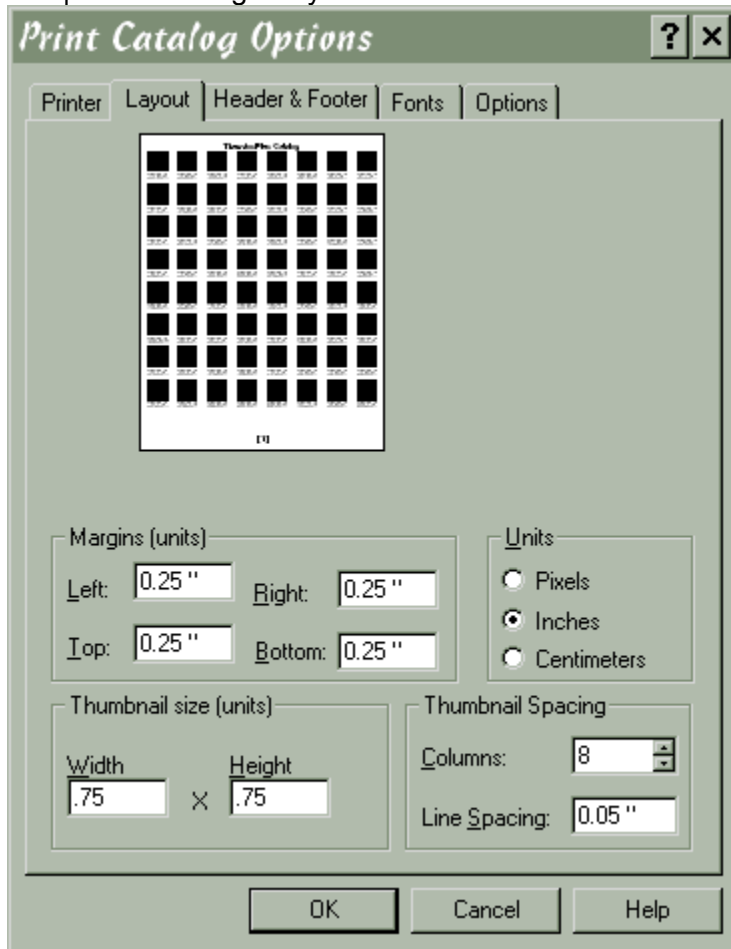 Print Catalog Options ? ×
Printer Layout Header & Footer Fonts Options
Margins (units)
Left: 0.25 " Right: 0.25 "
Top: 0.25 " Bottom: 0.25 "
Units
Pixels
Inches
Centimeters
Thumbnail size (units)
Width Height
.75 X .75
Thumbnail Spacing
Columns: 8
Line Spacing: 0.05 "
OK Cancel Help